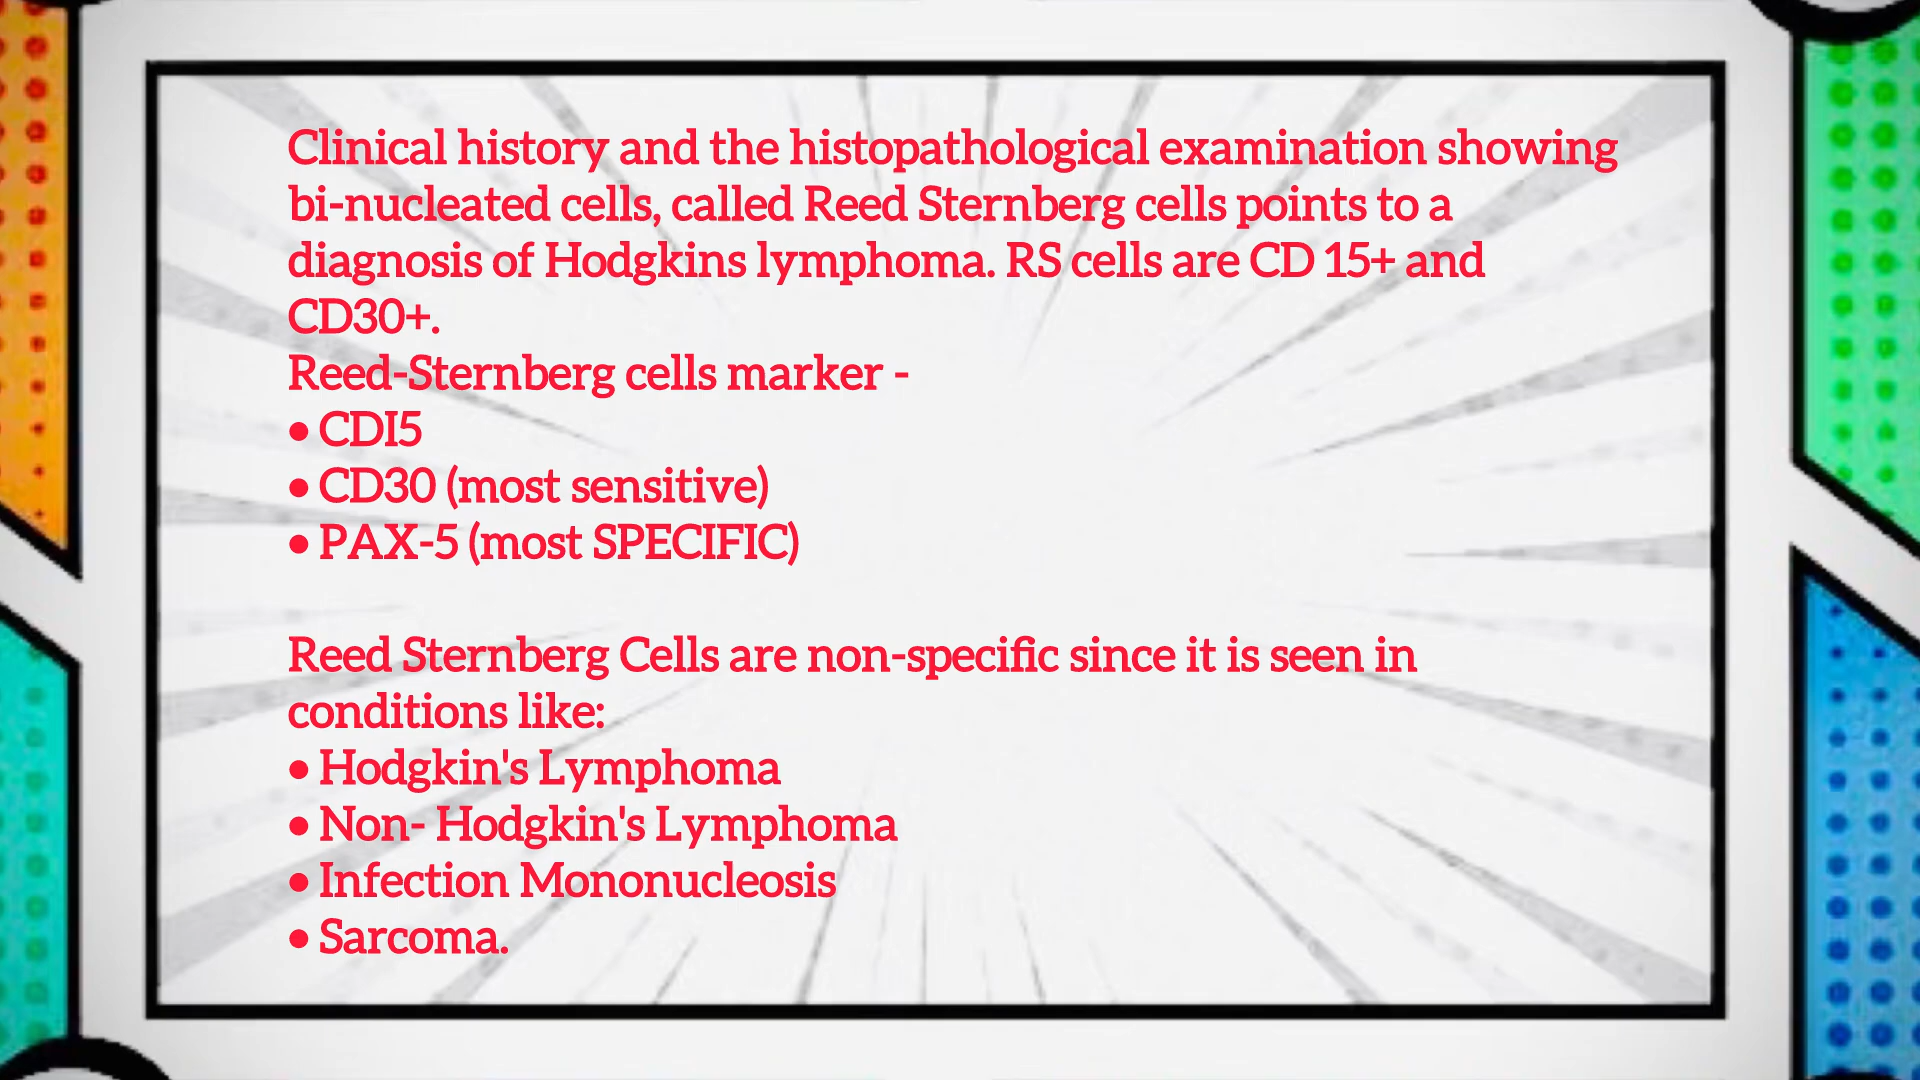 Clinical history and the histopathological examination showing
bi-nucleated cells, called Reed Sternberg cells points to a
diagnosis of Hodgkins lymphoma. RS cells are CD 15+ and
CD30+.
Reed-Sternberg cells marker -
• CDI5
• CD30 (most sensitive)
• PAX-5 (most SPECIFIC)
Reed Sternberg Cells are non-specific since it is seen in
conditions like:
• Hodgkin's Lymphoma
• Non- Hodgkin's Lymphoma
• Infection Mononucleosis
• Sarcoma.